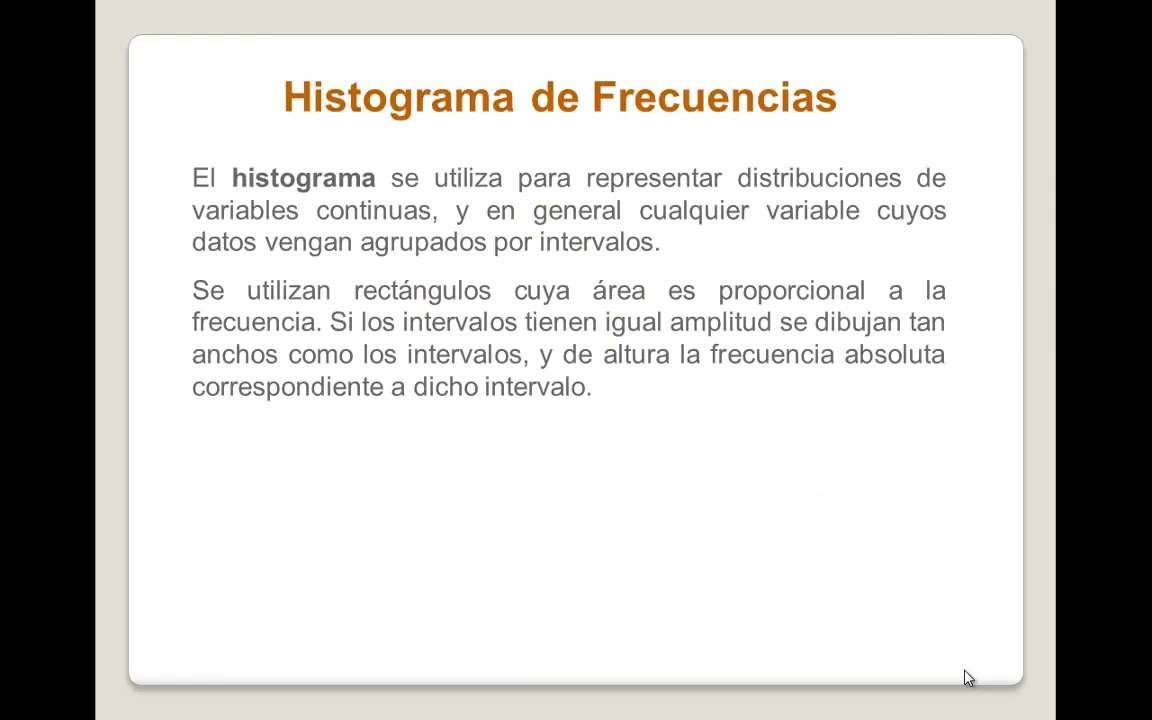 Histograma de Frecuencias
El histograma se utiliza para representar distribuciones de
variables continuas, y en general cualquier variable cuyos
datos vengan agrupados por intervalos.
Se utilizan rectángulos cuya área es proporcional a la
frecuencia. Si los intervalos tienen igual amplitud se dibujan tan
anchos como los intervalos, y de altura la frecuencia absoluta
correspondiente a dicho intervalo.